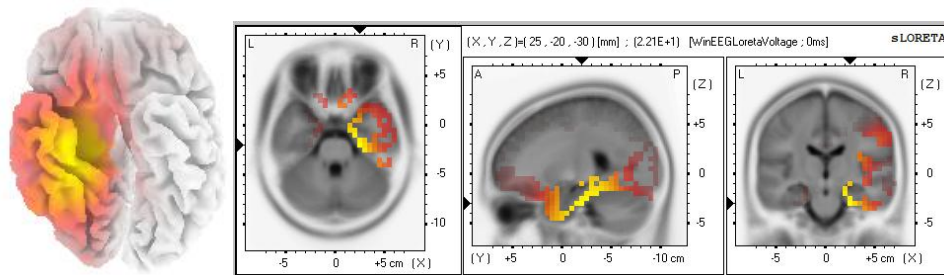 (X,Y,Z)=(25,-20,-30)[mm] ; (2.21E+1) [WinEEGLoretaVoltage ; 0ms] sLORETA
L R (Y)
+5
0
-5
-10
-5 0 +5 cm (X)
A P (Z)
+5
0
-5
(Y) +5 0 -5 -10 cm
L R (Z)
+5
0
-5
-5 0 +5 cm (X)